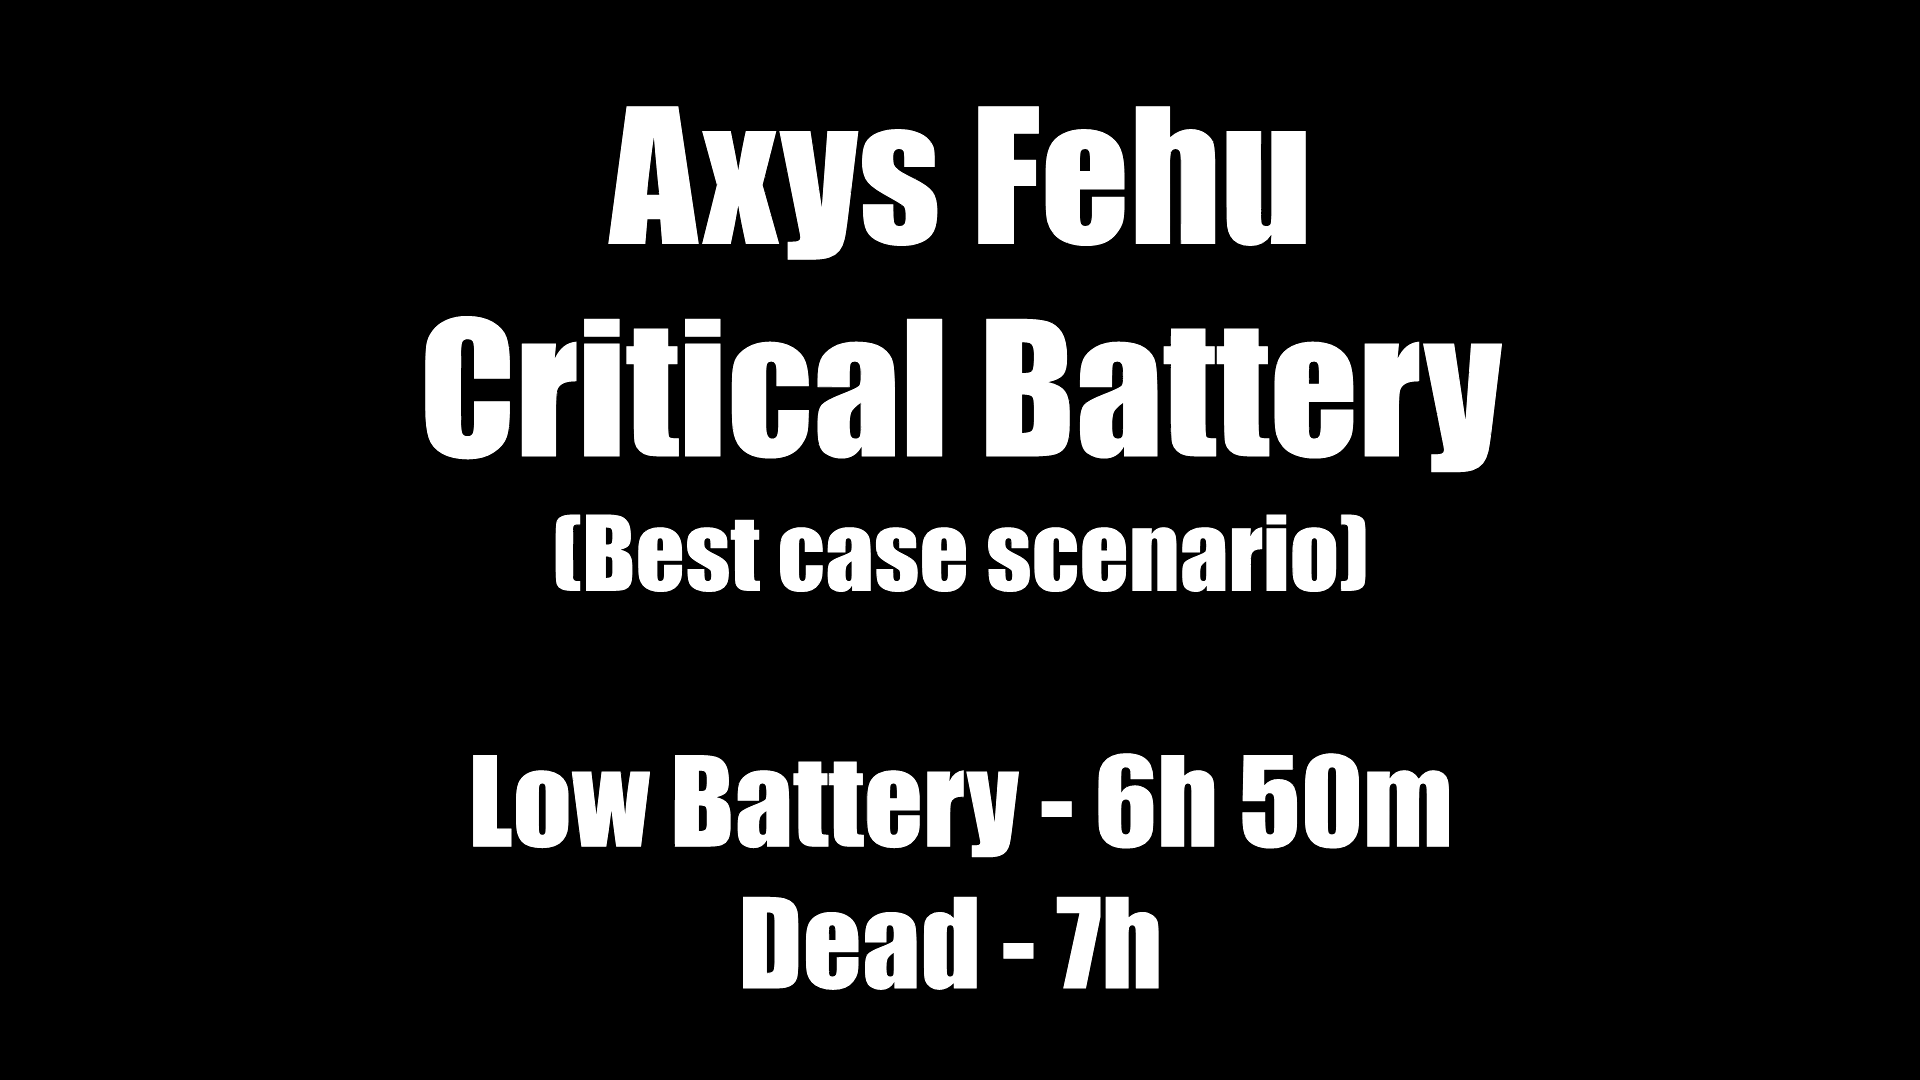 Axys Fehu
Critical Battery
(Best case scenario)
Low Battery - 6h 50m
Dead - 7h